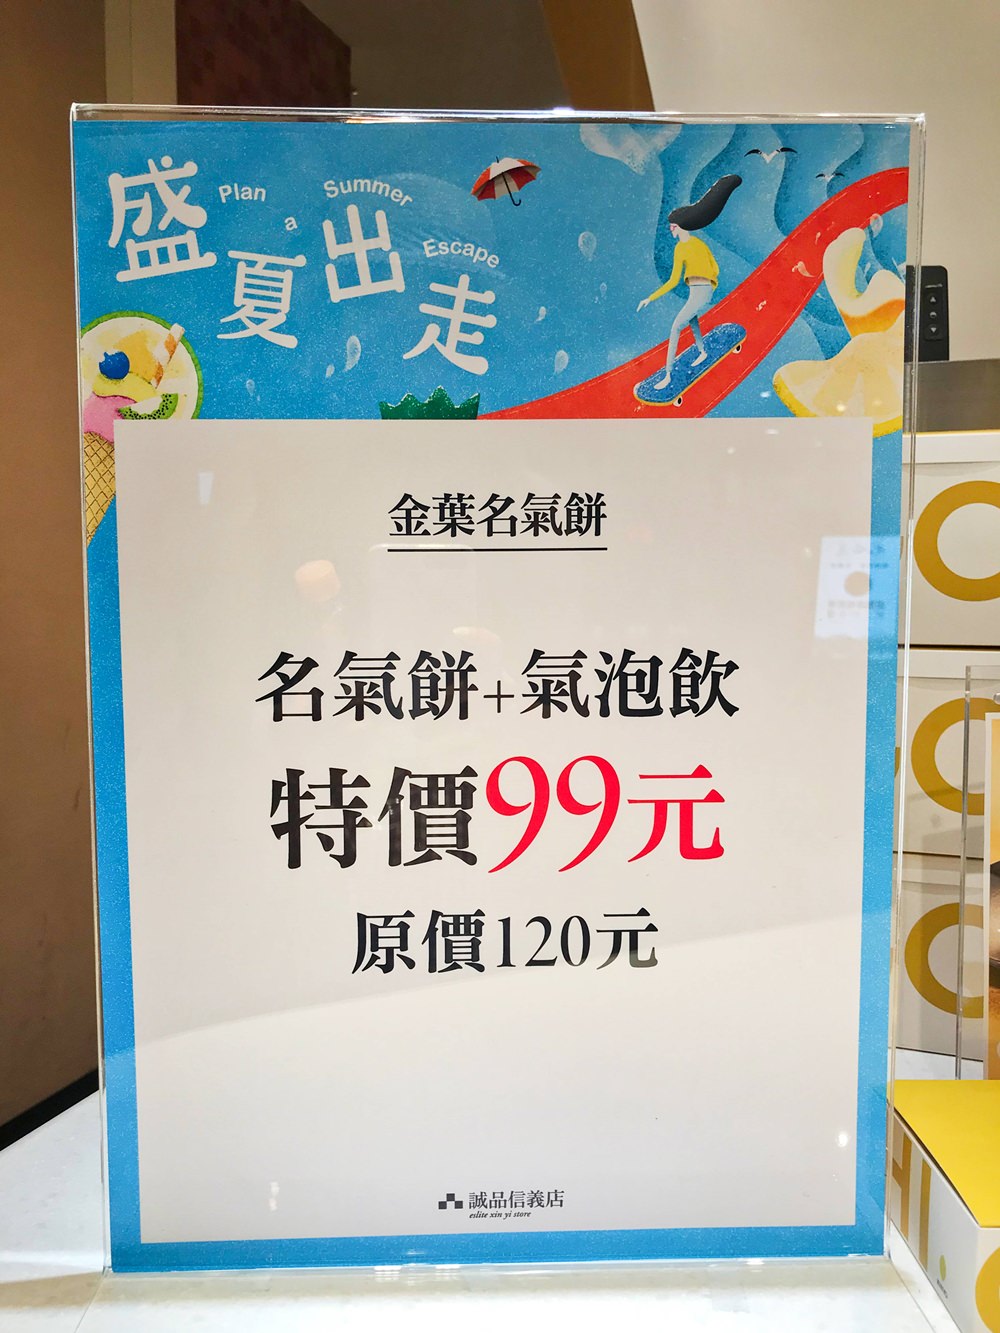 盛夏出走
Plan a Summer Escape
金葉名氣餅
名氣餅+氣泡飲
特價99元
原價120元
誠品信義店
eslite xin yi store